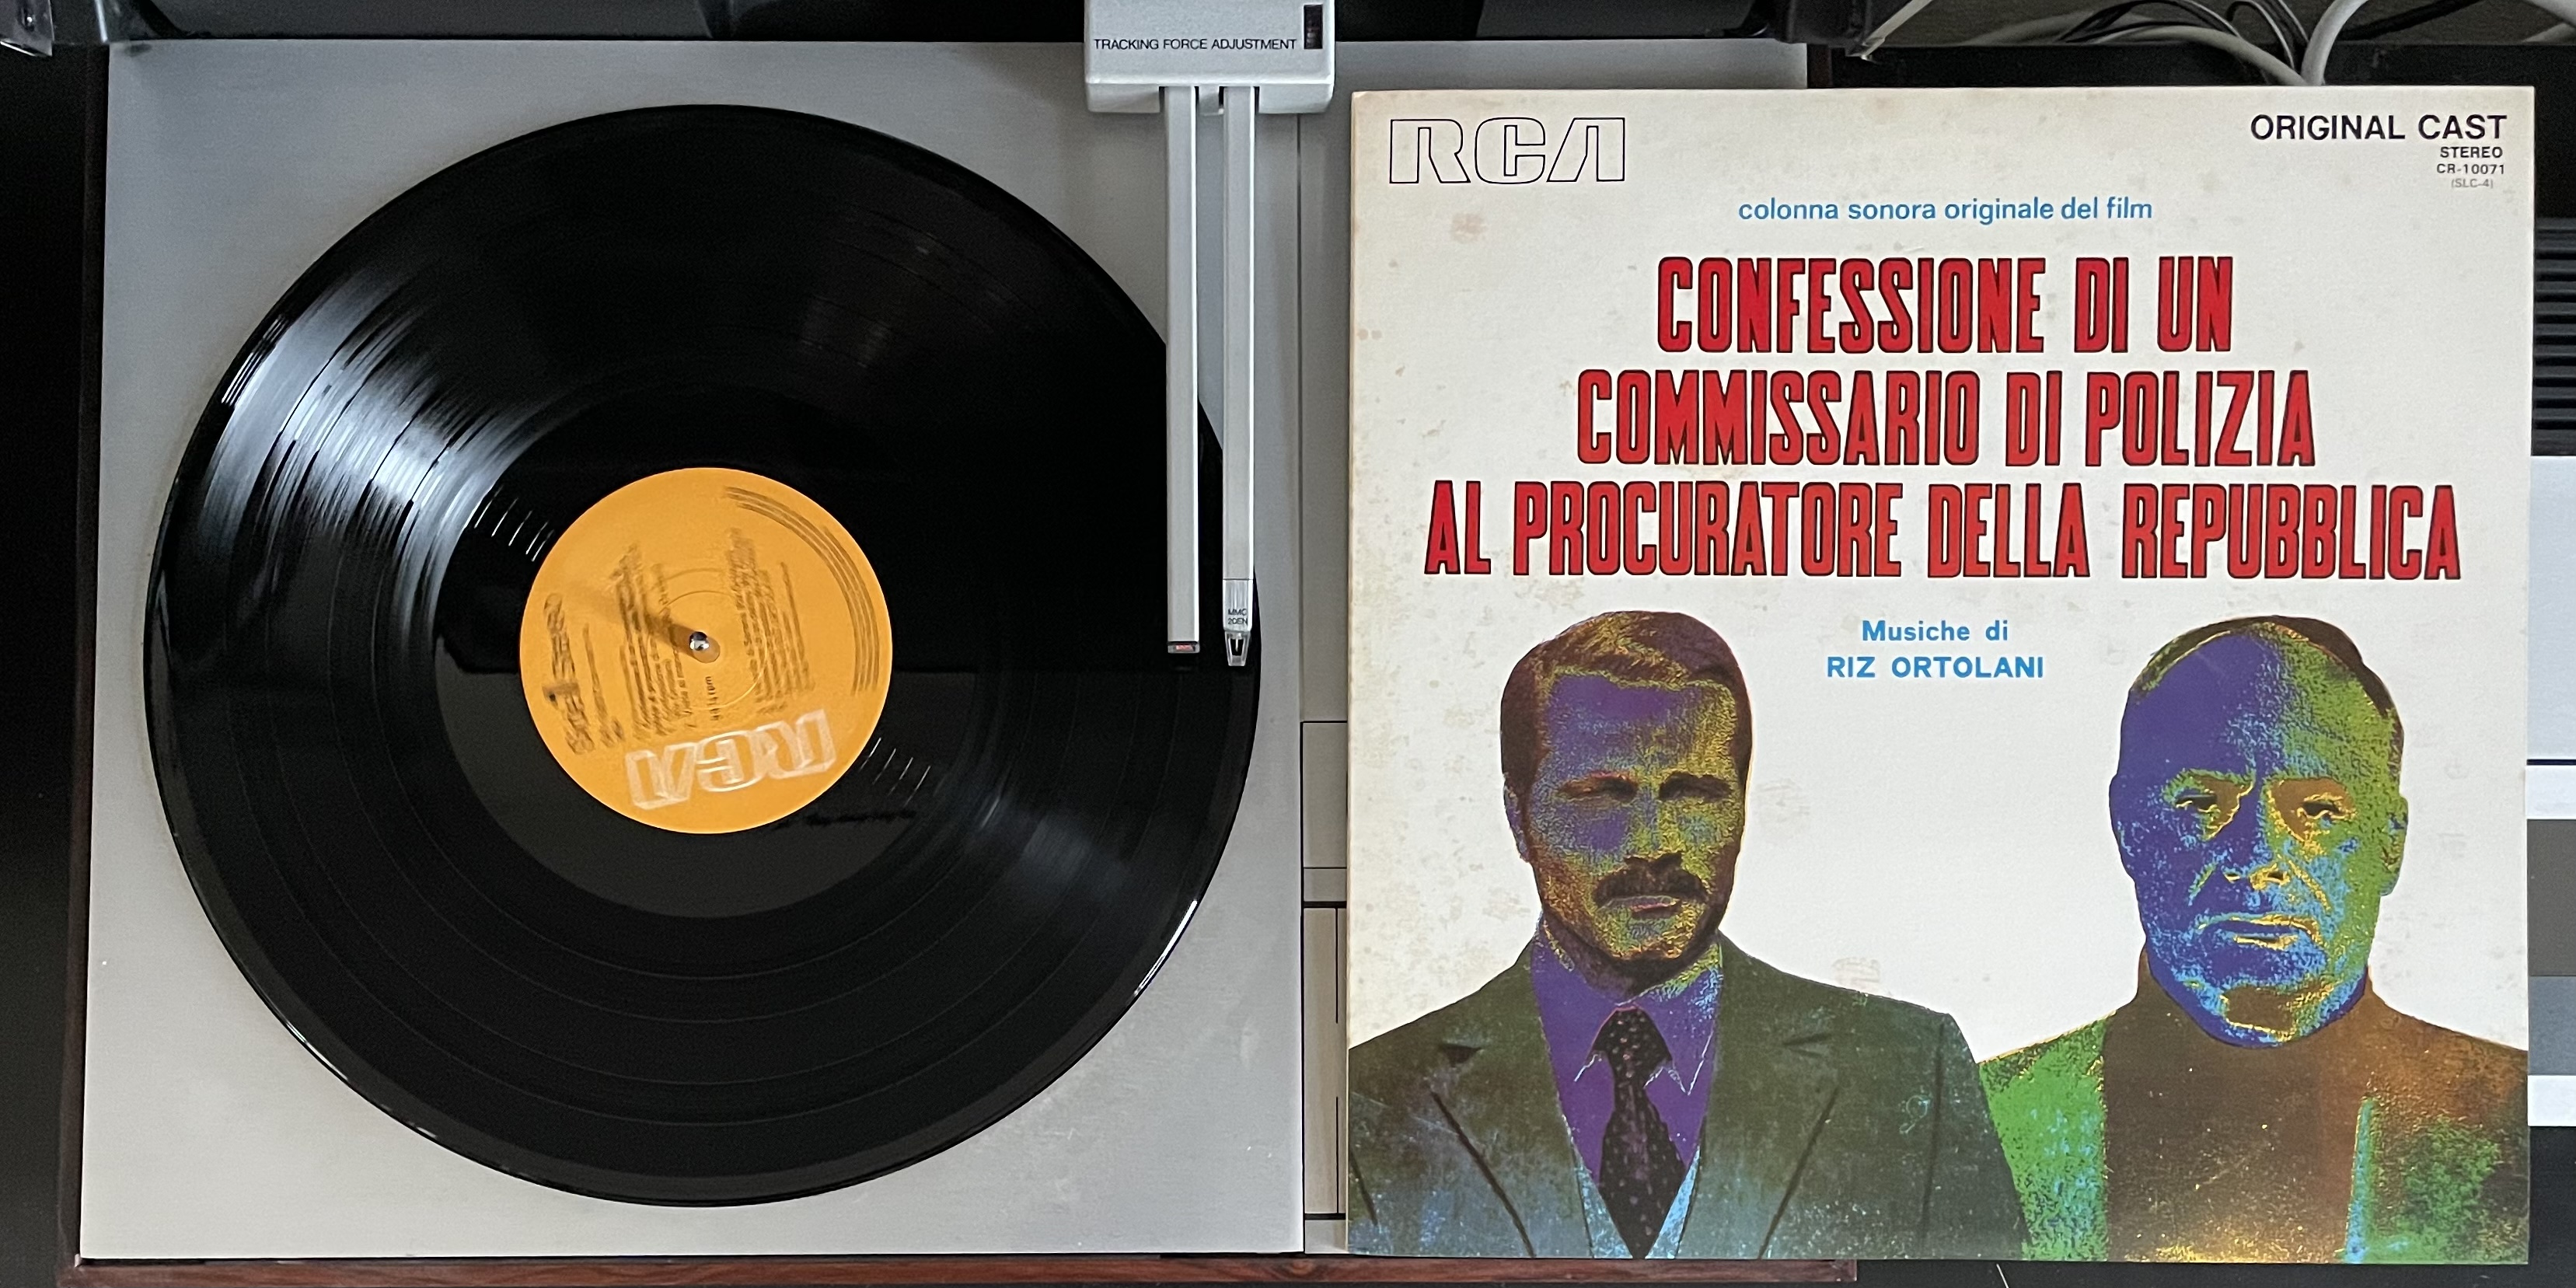 TRACKING FORCE ADJUSTMENT
MMC
20EN
RCA
RCA
ORIGINAL CAST
STEREO
CR-10071
(SLC-4)
colonna sonora originale del film
CONFESSIONE DI UN
COMMISSARIO DI POLIZIA
AL PROCURATORE DELLA REPUBBLICA
Musiche di
RIZ ORTOLANI